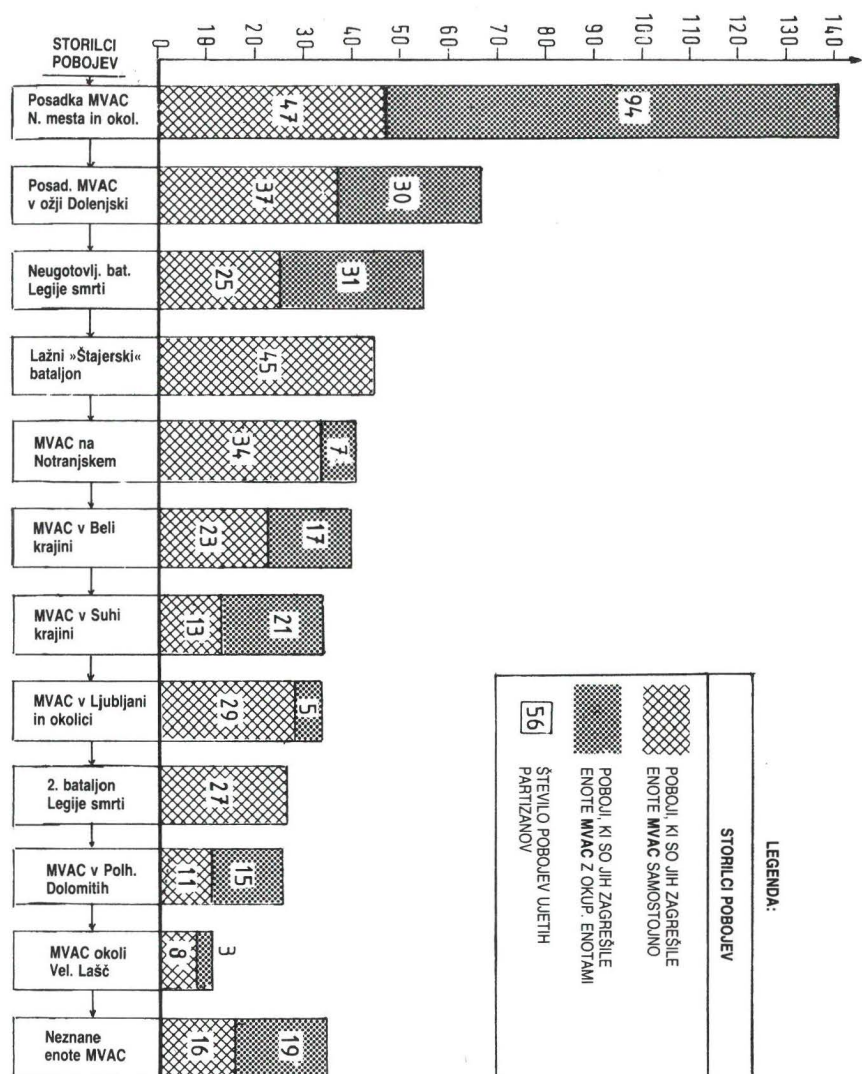 0 10 20 30 40 50 60 70 80 90 100 110 120 130 140
STORILCI
POBOJEV
Posadka MVAC
N. mesta in okol.
47 94
Posad. MVAC
v ožji Dolenjski
37 30
Neugotovlj. bat.
Legije smrti
25 31
Lažni »Štajerski«
bataljon
45
MVAC na
Notranjskem
34 7
MVAC v Beli
krajini
23 17
MVAC v Suhi
krajini
13 21
MVAC v Ljubljani
in okolici
29 5
2. bataljon
Legije smrti
27
MVAC v Polh.
Dolomitih
11 15
MVAC okoli
Vel. Lašč
8 3
Neznane
enote MVAC
16 19
LEGENDA:
STORILCI POBOJEV
POBOJI, KI SO JIH ZAGREŠILE
ENOTE MVAC SAMOSTOJNO
POBOJI, KI SO JIH ZAGREŠILE
ENOTE MVAC Z OKUP. ENOTAMI
56
ŠTEVILO POBOJEV UJETIH
PARTIZANOV